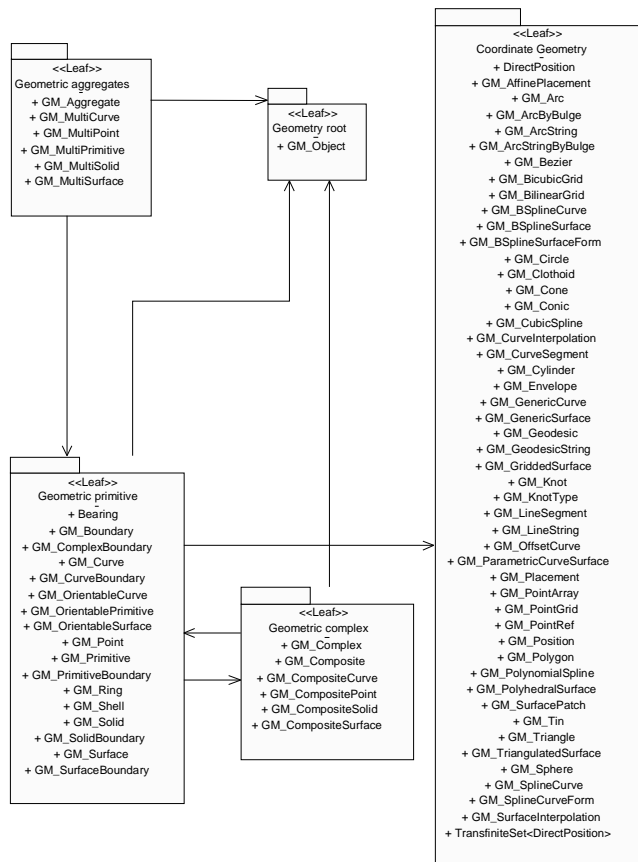 <<Leaf>>
Geometric aggregates
+ GM_Aggregate
+ GM_MultiCurve
+ GM_MultiPoint
+ GM_MultiPrimitive
+ GM_MultiSolid
+ GM_MultiSurface
<<Leaf>>
Geometry root
+ GM_Object
<<Leaf>>
Geometric primitive
+ Bearing
+ GM_Boundary
+ GM_ComplexBoundary
+ GM_Curve
+ GM_CurveBoundary
+ GM_OrientableCurve
+ GM_OrientablePrimitive
+ GM_OrientableSurface
+ GM_Point
+ GM_Primitive
+ GM_PrimitiveBoundary
+ GM_Ring
+ GM_Shell
+ GM_Solid
+ GM_SolidBoundary
+ GM_Surface
+ GM_SurfaceBoundary
<<Leaf>>
Geometric complex
+ GM_Complex
+ GM_Composite
+ GM_CompositeCurve
+ GM_CompositePoint
+ GM_CompositeSolid
+ GM_CompositeSurface
<<Leaf>>
Coordinate Geometry
+ DirectPosition
+ GM_AffinePlacement
+ GM_Arc
+ GM_ArcByBulge
+ GM_ArcString
+ GM_ArcStringByBulge
+ GM_Bezier
+ GM_BicubicGrid
+ GM_BilinearGrid
+ GM_BSplineCurve
+ GM_BSplineSurface
+ GM_BSplineSurfaceForm
+ GM_Circle
+ GM_Clothoid
+ GM_Cone
+ GM_Conic
+ GM_CubicSpline
+ GM_CurveInterpolation
+ GM_CurveSegment
+ GM_Cylinder
+ GM_Envelope
+ GM_GenericCurve
+ GM_GenericSurface
+ GM_Geodesic
+ GM_GeodesicString
+ GM_GriddedSurface
+ GM_Knot
+ GM_KnotType
+ GM_LineSegment
+ GM_LineString
+ GM_OffsetCurve
+ GM_ParametricCurveSurface
+ GM_Placement
+ GM_PointArray
+ GM_PointGrid
+ GM_PointRef
+ GM_Position
+ GM_Polygon
+ GM_PolynomialSpline
+ GM_PolyhedralSurface
+ GM_SurfacePatch
+ GM_Tin
+ GM_Triangle
+ GM_TriangulatedSurface
+ GM_Sphere
+ GM_SplineCurve
+ GM_SplineCurveForm
+ GM_SurfaceInterpolation
+ TransfiniteSet<DirectPosition>